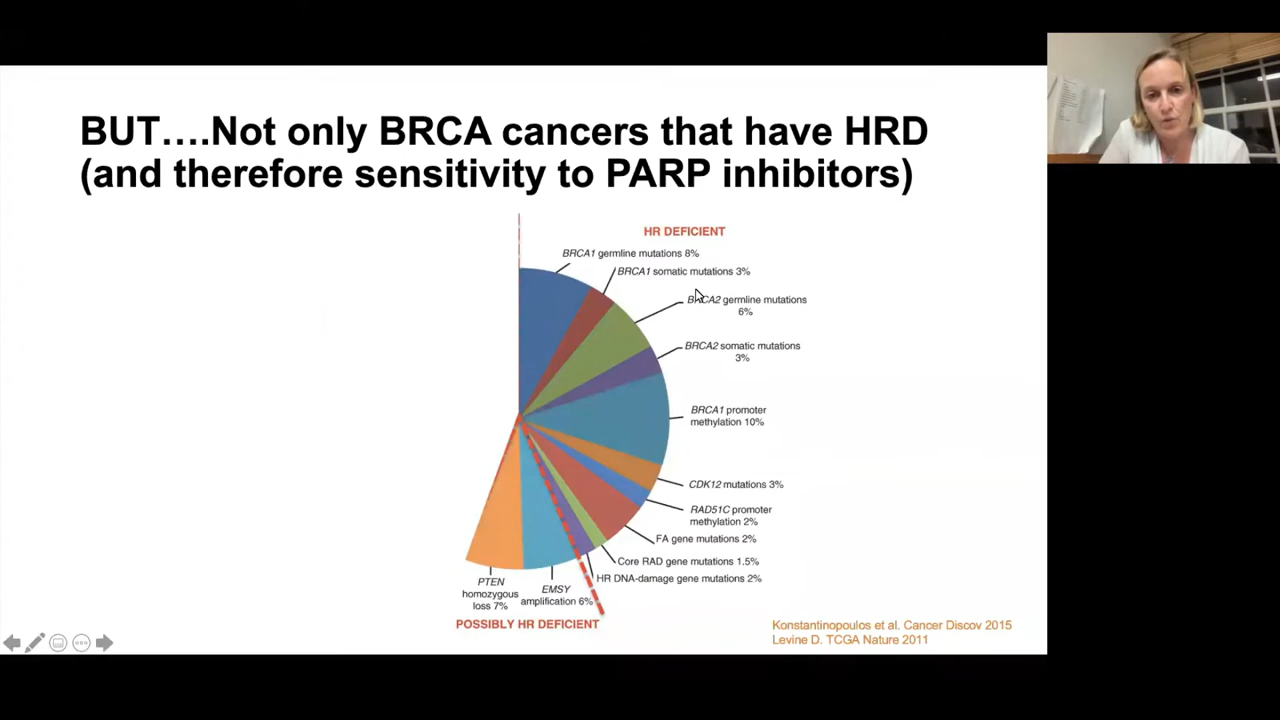 BUT….Not only BRCA cancers that have HRD
(and therefore sensitivity to PARP inhibitors)
HR DEFICIENT
BRCA1 germline mutations 8%
BRCA1 somatic mutations 3%
BRCA2 germline mutations
6%
BRCA2 somatic mutations
3%
BRCA1 promoter
methylation 10%
CDK12 mutations 3%
RAD51C promoter
methylation 2%
FA gene mutations 2%
Core RAD gene mutations 1.5%
HR DNA-damage gene mutations 2%
EMSY
amplification 6%
PTEN
homozygous
loss 7%
POSSIBLY HR DEFICIENT
Konstantinopoulos et al. Cancer Discov 2015
Levine D. TCGA Nature 2011